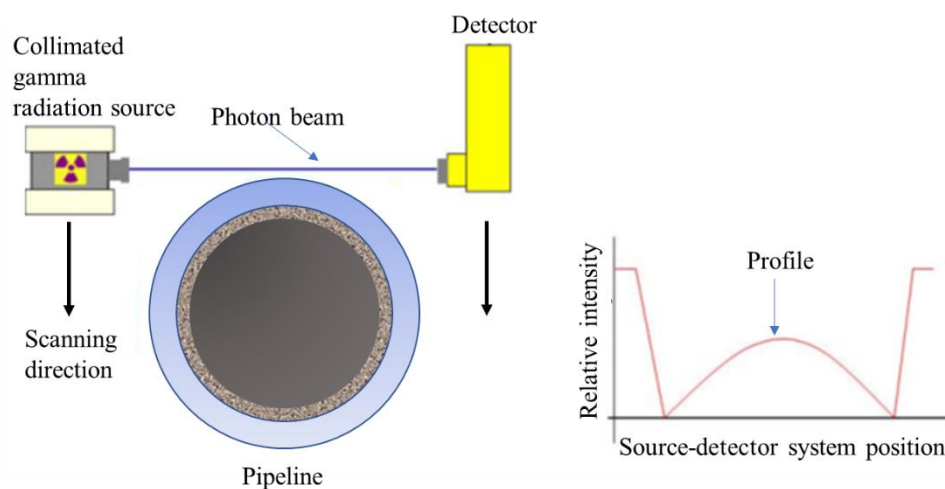 Collimated
gamma
radiation source
Detector
Photon beam
Scanning
direction
Pipeline
Profile
Relative intensity
Source-detector system position